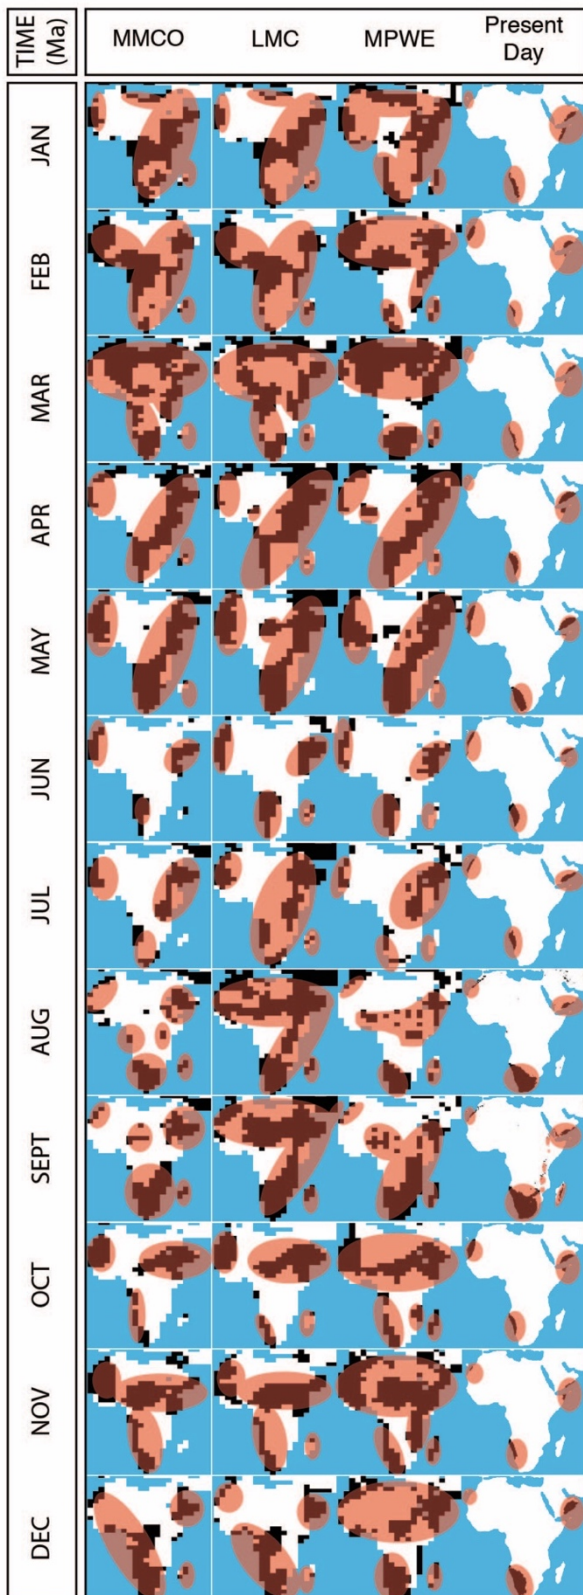 TIME
(Ma)
MMCO
LMC
MPWE
Present
Day
JAN
FEB
MAR
APR
MAY
JUN
JUL
AUG
SEPT
OCT
NOV
DEC